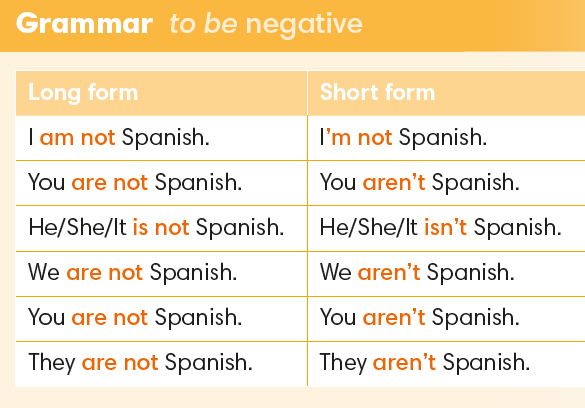 Grammar to be negative
Long form Short form
I am not Spanish. I’m not Spanish.
You are not Spanish. You aren’t Spanish.
He/She/It is not Spanish. He/She/It isn’t Spanish.
We are not Spanish. We aren’t Spanish.
You are not Spanish. You aren’t Spanish.
They are not Spanish. They aren’t Spanish.